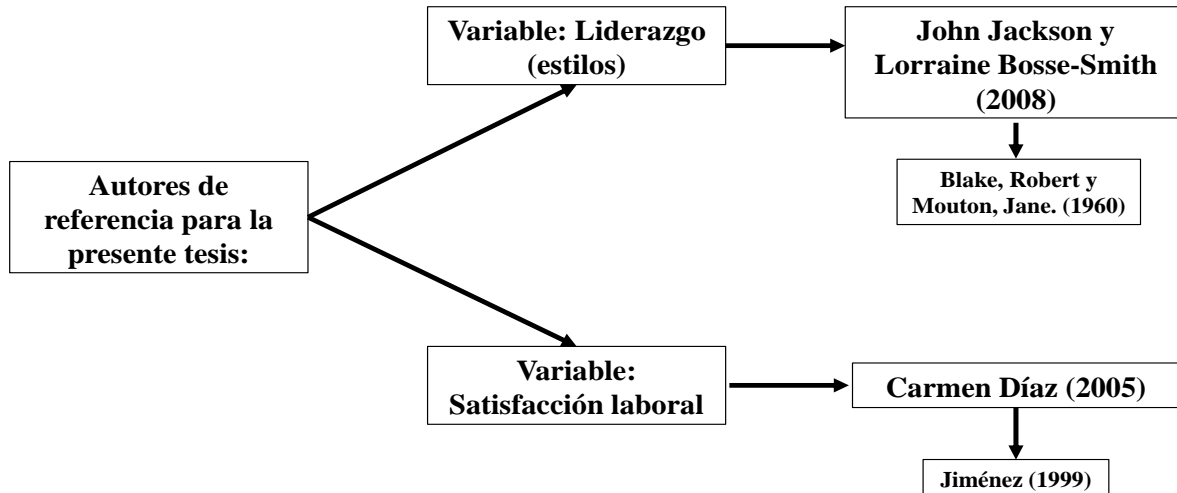 Variable: Liderazgo
(estilos)
John Jackson y
Lorraine Bosse-Smith
(2008)
Blake, Robert y
Mouton, Jane. (1960)
Autores de
referencia para la
presente tesis:
Variable:
Satisfacción laboral
Carmen Díaz (2005)
Jiménez (1999)